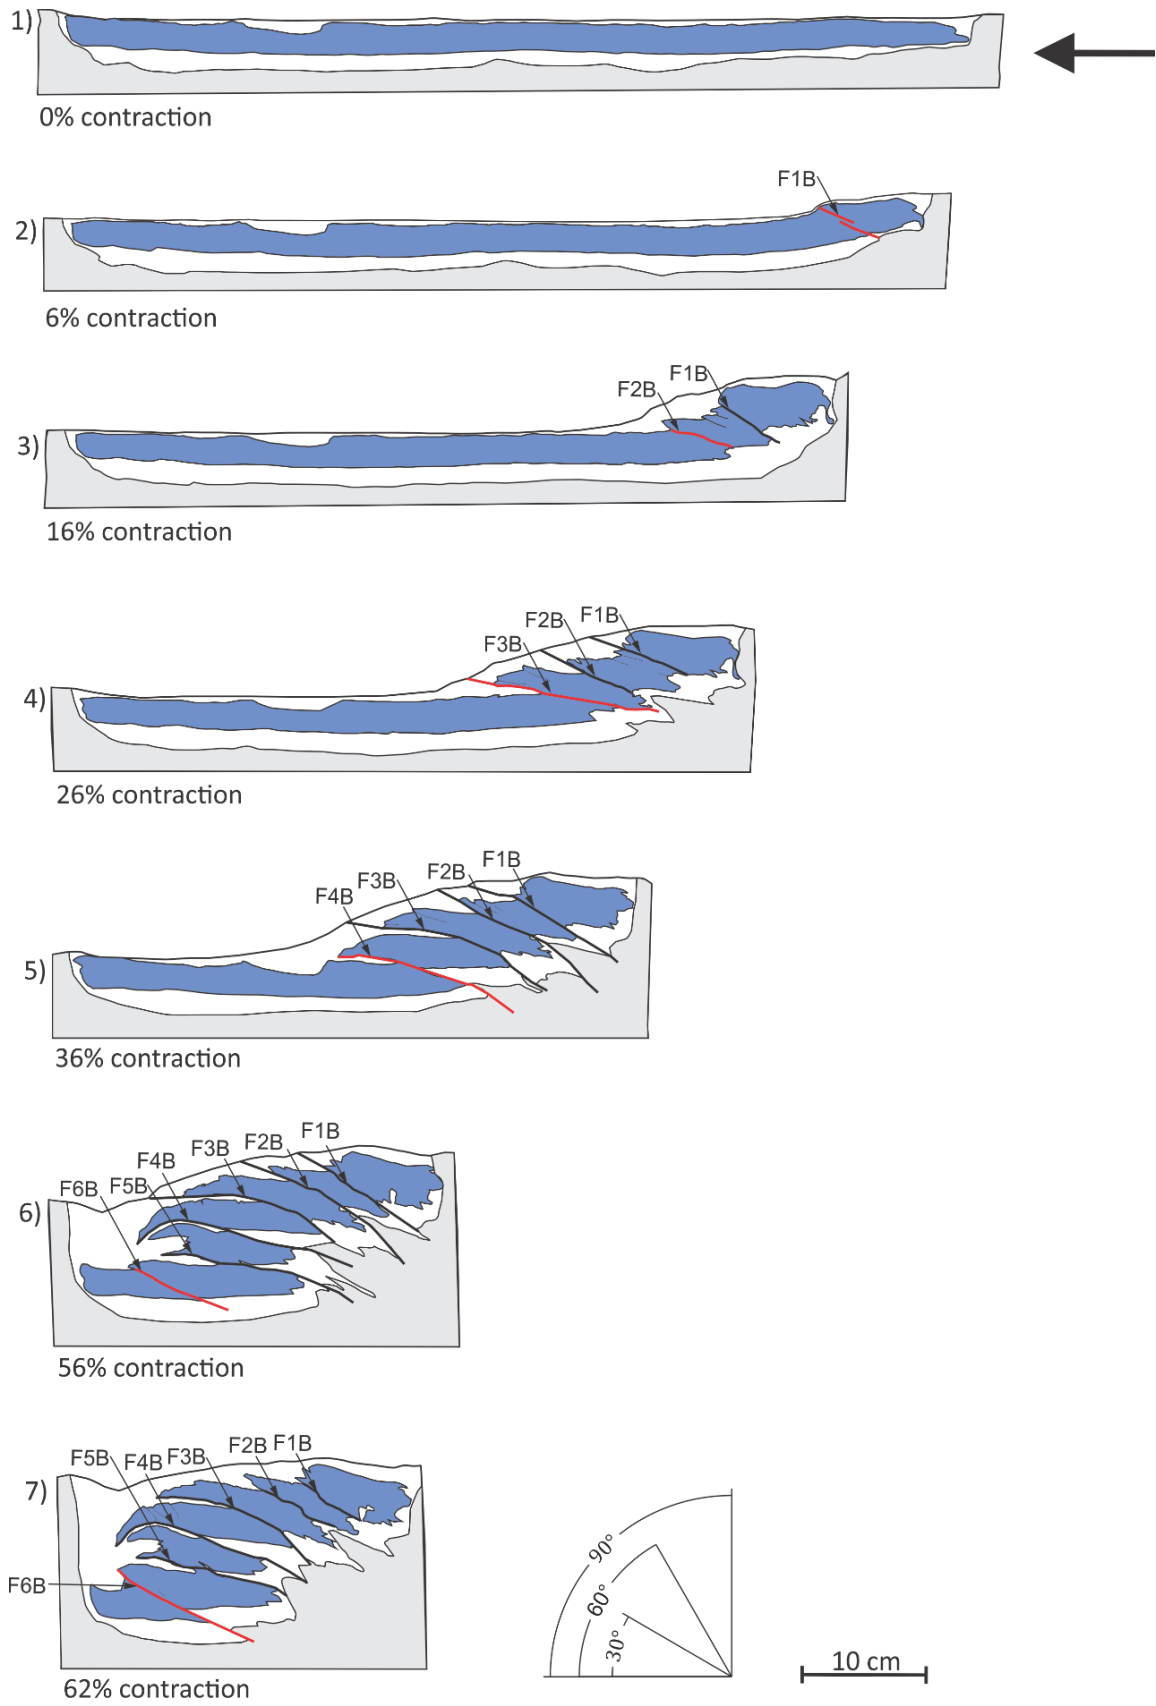 1)
0% contraction
F1B
2)
6% contraction
F1B
F2B
3)
16% contraction
F1B
F2B
F3B
4)
26% contraction
F1B
F2B
F3B
F4B
5)
36% contraction
F1B
F2B
F3B
F4B
F5B
F6B
6)
56% contraction
F1B
F2B
F3B
F4B
F5B
7)
F6B
62% contraction
90°
60°
30°
10 cm